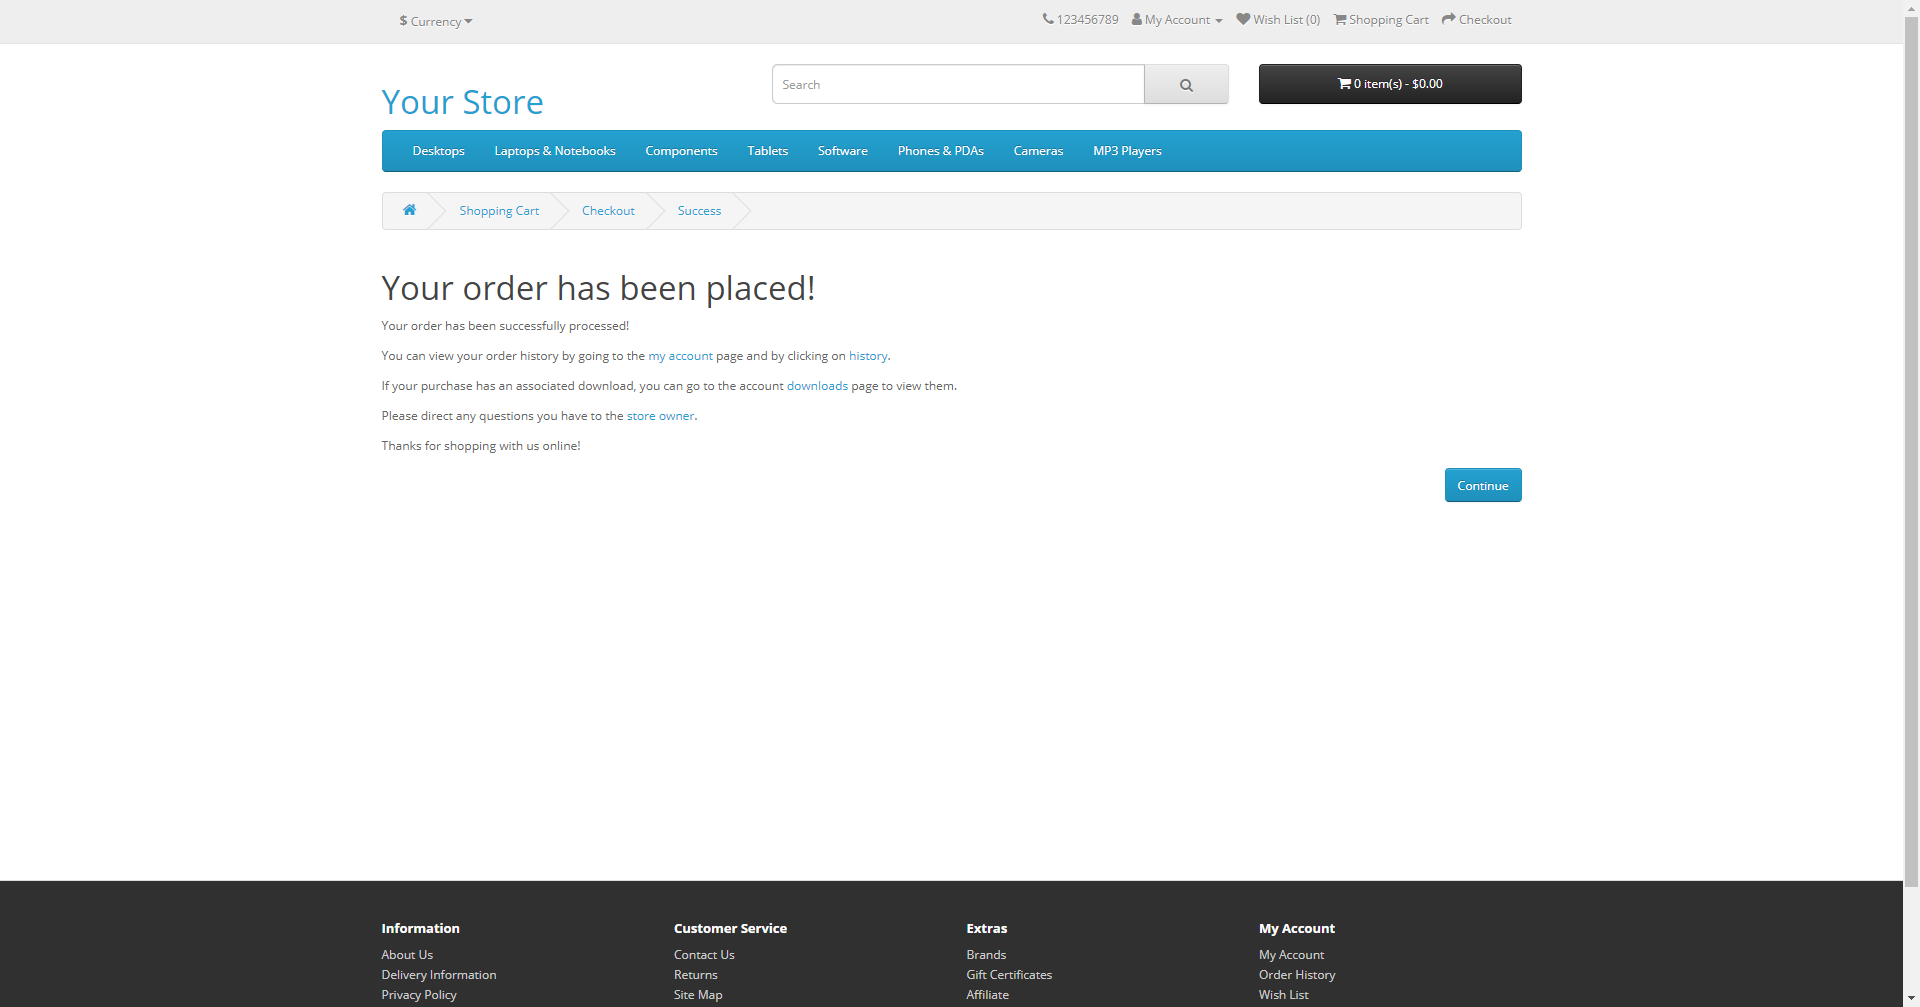 $ Currency
123456789 My Account Wish List (0) Shopping Cart Checkout
Your Store
Search
0 item(s) - $0.00
Desktops Laptops & Notebooks Components Tablets Software Phones & PDAs Cameras MP3 Players
Shopping Cart Checkout Success
Your order has been placed!
Your order has been successfully processed!
You can view your order history by going to the my account page and by clicking on history.
If your purchase has an associated download, you can go to the account downloads page to view them.
Please direct any questions you have to the store owner.
Thanks for shopping with us online!
Continue
Information
About Us
Delivery Information
Privacy Policy
Customer Service
Contact Us
Returns
Site Map
Extras
Brands
Gift Certificates
Affiliate
My Account
My Account
Order History
Wish List